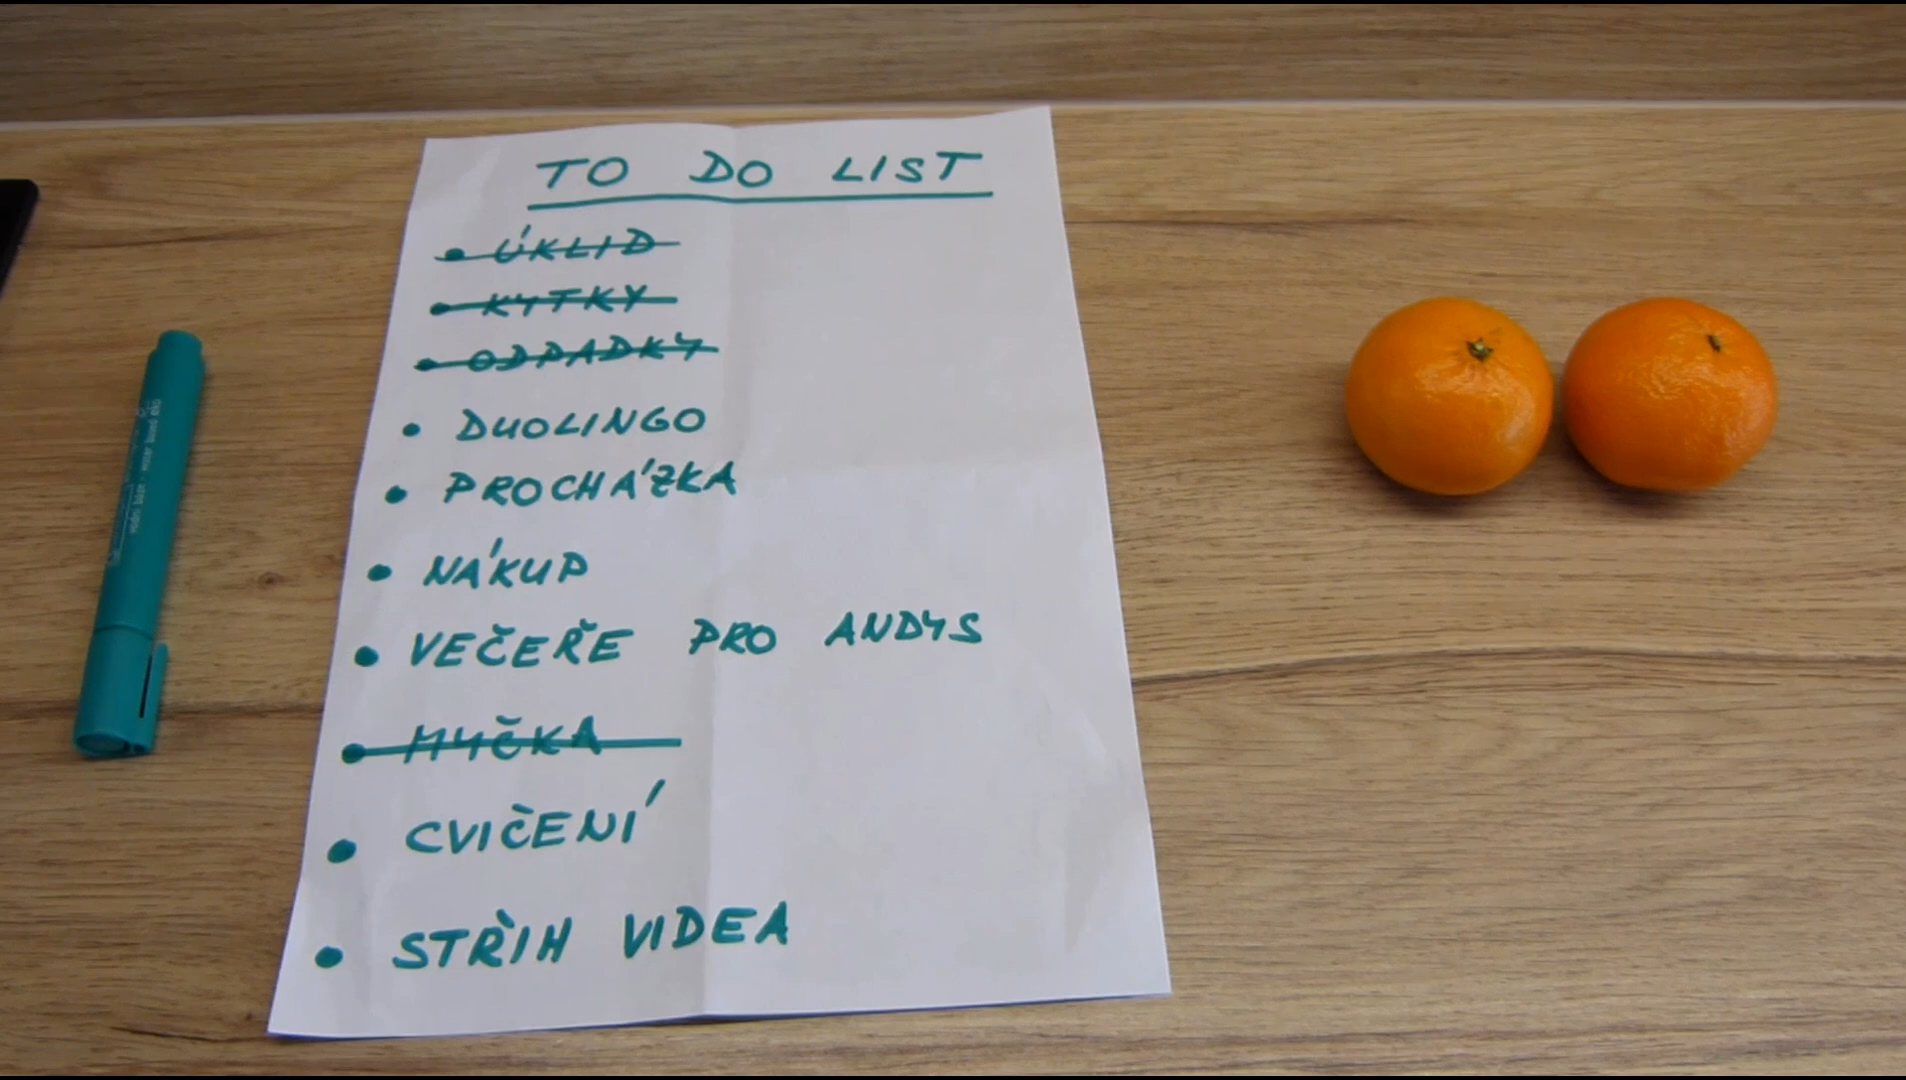 TO DO LIST
• ÚKLID
• KYTKY
• ODPADKY
• DUOLINGO
• PROCHÁZKA
• NÁKUP
• VEČEŘE PRO ANDYS
• MYČKA
• CVIČENÍ
• STŘIH VIDEA